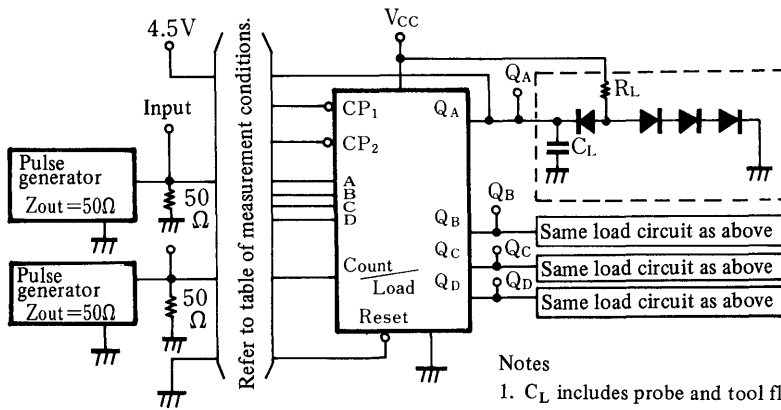 4.5V
Input
Pulse
generator
Zout=50Ω
50
Ω
Pulse
generator
Zout=50Ω
50
Ω
Refer to table of measurement conditions.
VCC
CP1
CP2
A
B
C
D
Count
Load
Reset
QA
QB
QC
QD
QA
RL
CL
QB
Same load circuit as above
QC
Same load circuit as above
QD
Same load circuit as above
Notes
1. CL includes probe and tool